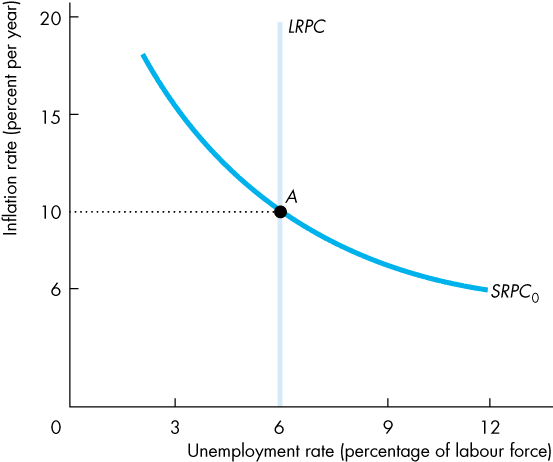 Inflation rate (percent per year)
20
LRPC
15
A
10
6
SRPC0
0 3 6 9 12
Unemployment rate (percentage of labour force)